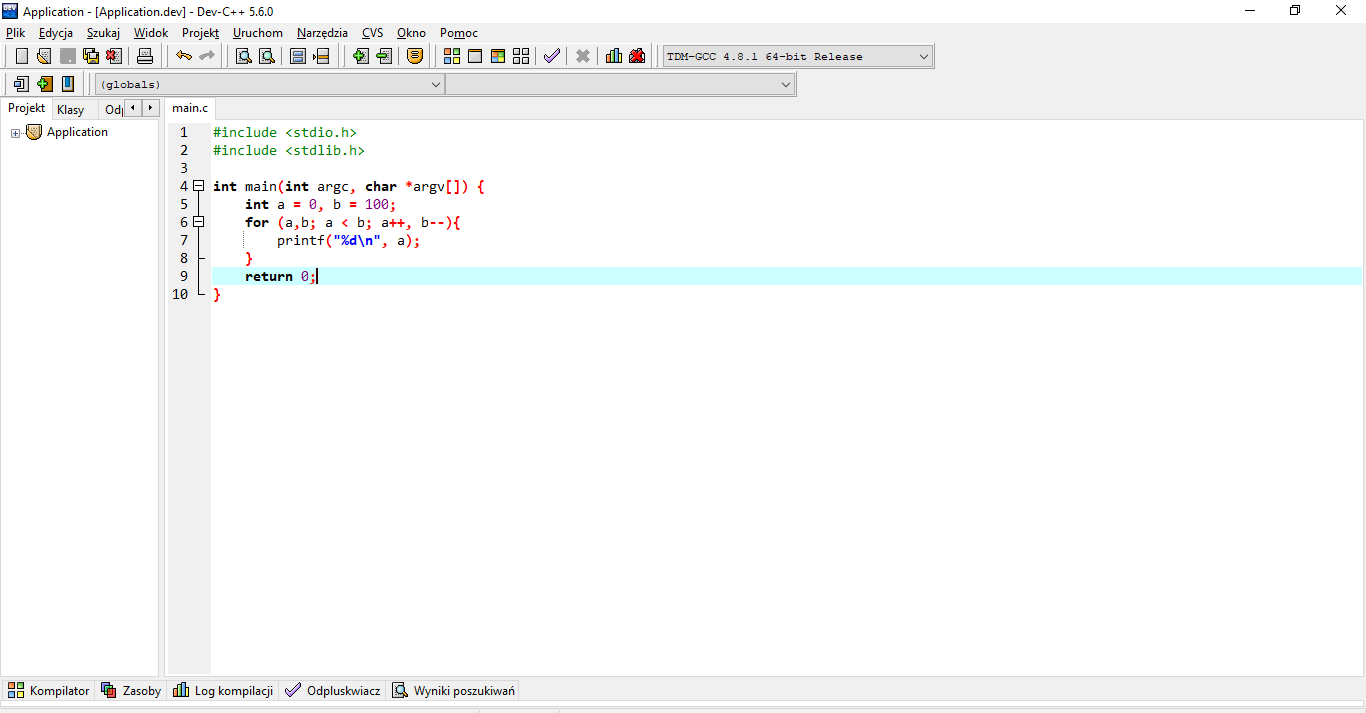 Application - [Application.dev] - Dev-C++ 5.6.0
Plik Edycja Szukaj Widok Projekt Uruchom Narzędzia CVS Okno Pomoc
TDM-GCC 4.8.1 64-bit Release
(globals)
Projekt Klasy main.c
Application
1 #include <stdio.h>
2 #include <stdlib.h>
3
4 int main(int argc, char *argv[]) {
5 int a = 0, b = 100;
6 for (a,b; a < b; a++, b--){
7 printf("%d\n", a);
8 }
9 return 0;
10 }
Kompilator Zasoby Log kompilacji Odpluskwiacz Wyniki poszukiwań